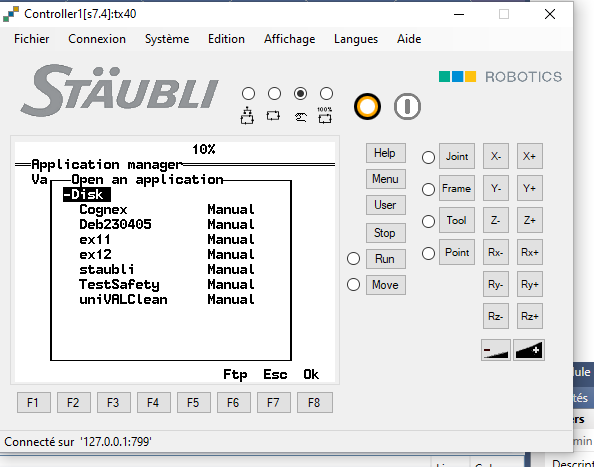 Controller1[s7.4]:tx40
Fichier Connexion Système Edition Affichage Langues Aide
STÄUBLI
ROBOTICS
100%
10%
Application manager
Va
Open an application
-Disk
Cognex Manual
Deb230405 Manual
ex11 Manual
ex12 Manual
staubli Manual
TestSafety Manual
uniVALClean Manual
Ftp Esc Ok
F1 F2 F3 F4 F5 F6 F7 F8
Help
Menu
User
Stop
Run
Move
Joint X- X+
Frame Y- Y+
Tool Z- Z+
Point Rx- Rx+
Ry- Ry+
Rz- Rz+
- +
Connecté sur '127.0.0.1:799'
dule
tés
ers
min
Descript